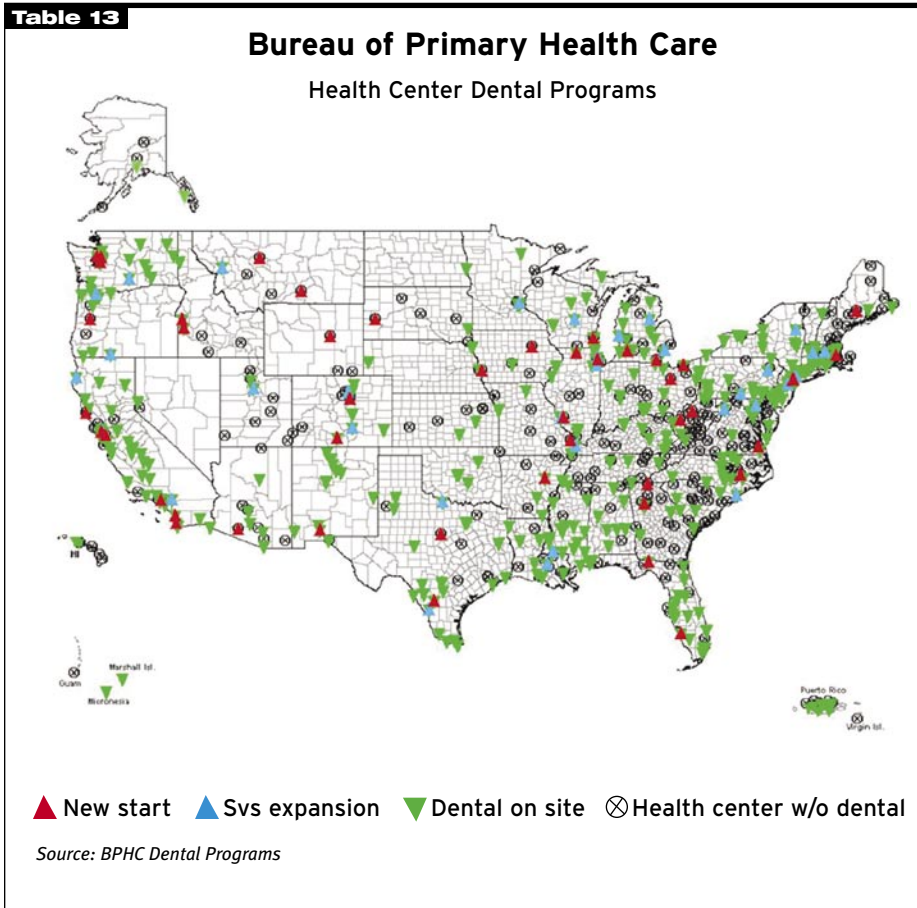 Table 13
Bureau of Primary Health Care
Health Center Dental Programs
HI
Marshall Isl.
Guam
Micronesia
Puerto Rico
Virgin Isl.
New start Svs expansion Dental on site Health center w/o dental
Source: BPHC Dental Programs